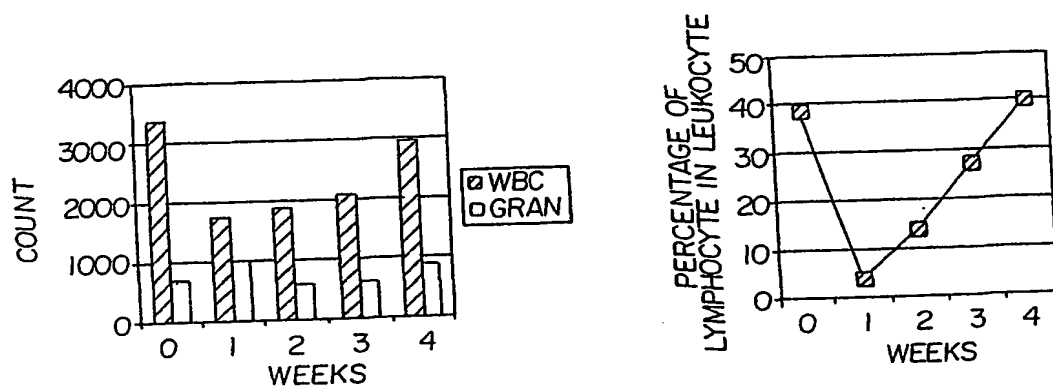 4000
3000
2000
1000
0
COUNT
0 1 2 3 4
WEEKS
WBC
GRAN
PERCENTAGE OF
LYMPHOCYTE IN LEUKOCYTE
50
40
30
20
10
0
0 1 2 3 4
WEEKS